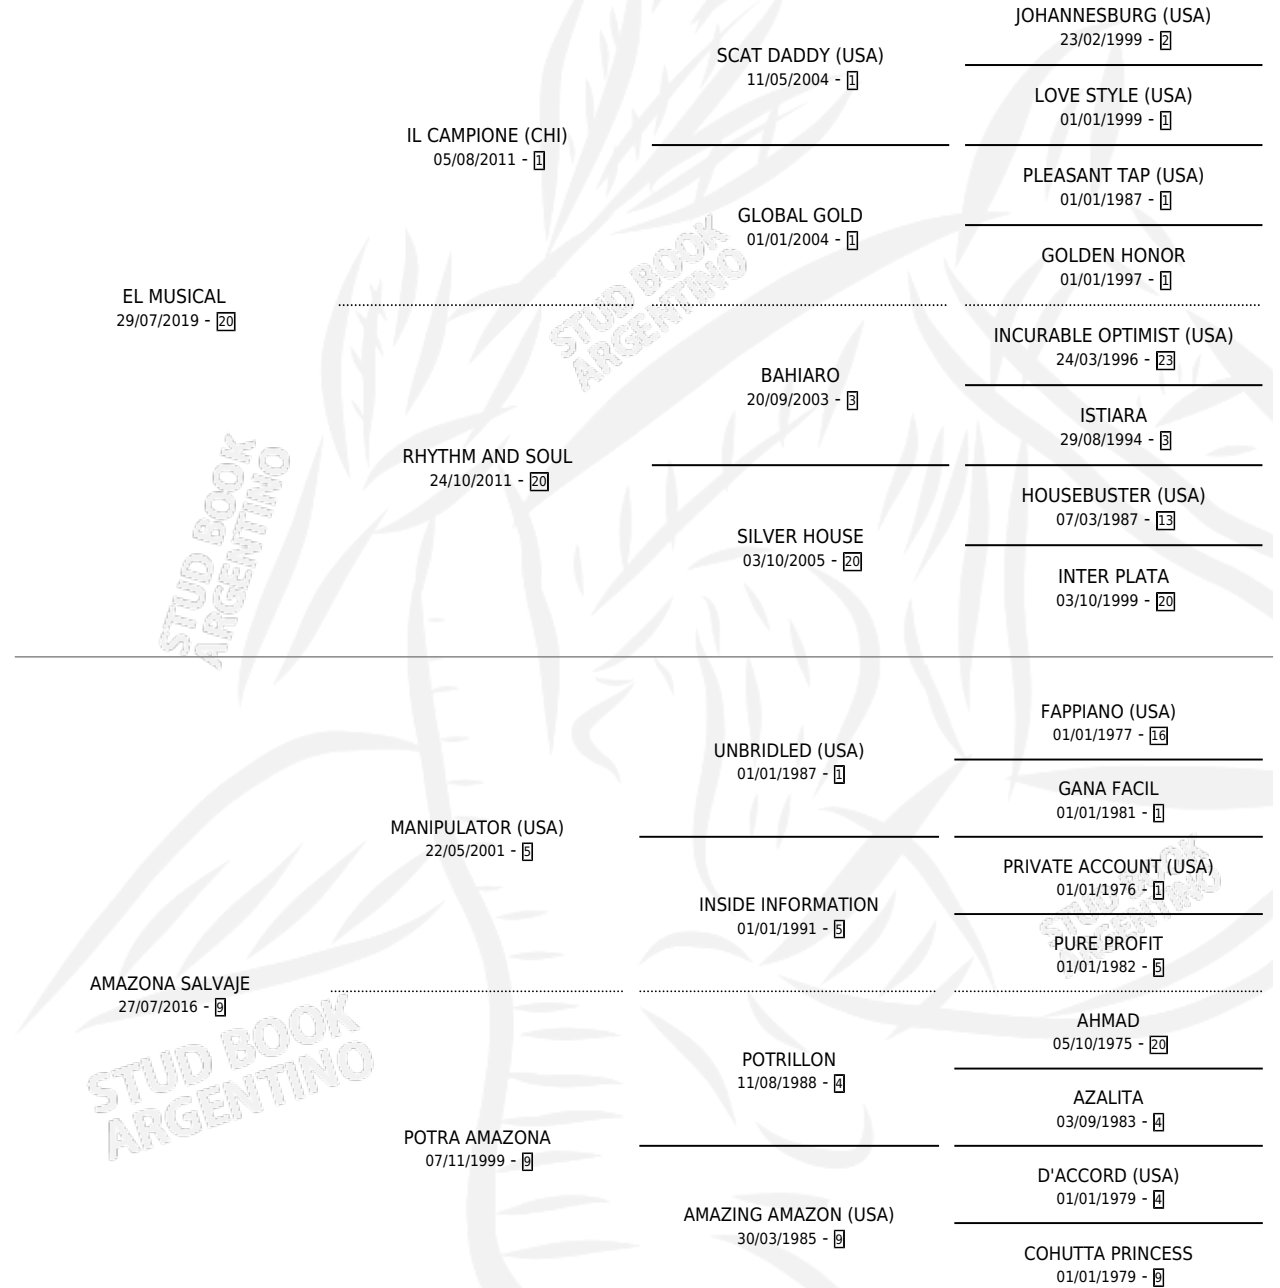 JOHANNESBURG (USA)
23/02/1999 - 2
SCAT DADDY (USA)
11/05/2004 - 1
LOVE STYLE (USA)
01/01/1999 - 1
IL CAMPIONE (CHI)
05/08/2011 - 1
PLEASANT TAP (USA)
01/01/1987 - 1
GLOBAL GOLD
01/01/2004 - 1
GOLDEN HONOR
01/01/1997 - 1
EL MUSICAL
29/07/2019 - 20
INCURABLE OPTIMIST (USA)
24/03/1996 - 23
BAHIARO
20/09/2003 - 3
ISTIARA
29/08/1994 - 3
RHYTHM AND SOUL
24/10/2011 - 20
HOUSEBUSTER (USA)
07/03/1987 - 13
SILVER HOUSE
03/10/2005 - 20
INTER PLATA
03/10/1999 - 20
FAPPIANO (USA)
01/01/1977 - 16
UNBRIDLED (USA)
01/01/1987 - 1
GANA FACIL
01/01/1981 - 1
MANIPULATOR (USA)
22/05/2001 - 5
PRIVATE ACCOUNT (USA)
01/01/1976 - 1
INSIDE INFORMATION
01/01/1991 - 5
PURE PROFIT
01/01/1982 - 5
AMAZONA SALVAJE
27/07/2016 - 9
AHMAD
05/10/1975 - 20
POTRILLON
11/08/1988 - 4
AZALITA
03/09/1983 - 4
POTRA AMAZONA
07/11/1999 - 9
D'ACCORD (USA)
01/01/1979 - 4
AMAZING AMAZON (USA)
30/03/1985 - 9
COHUTTA PRINCESS
01/01/1979 - 9
STUD BOOK
ARGENTINO
STUD BOOK
ARGENTINO
STUD BOOK
ARGENTINO
STUD BOOK
ARGENTINO